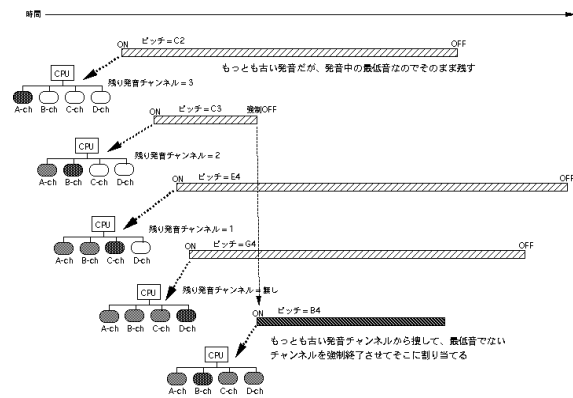 時間
ON ピッチ=C2 OFF
もっとも古い発音だが、発音中の最低音なのでそのまま残す
CPU
残り発音チャンネル=3
A-ch B-ch C-ch D-ch
ON ピッチ=C3 強制OFF
CPU
残り発音チャンネル=2
A-ch B-ch C-ch D-ch
ON ピッチ=E4 OFF
CPU
残り発音チャンネル=1
A-ch B-ch C-ch D-ch
ON ピッチ=G4 OFF
CPU
残り発音チャンネル=無し
A-ch B-ch C-ch D-ch
ON ピッチ=B4
もっとも古い発音チャンネルから捜して、最低音でない
チャンネルを強制終了させてそこに割り当てる
CPU
A-ch B-ch C-ch D-ch